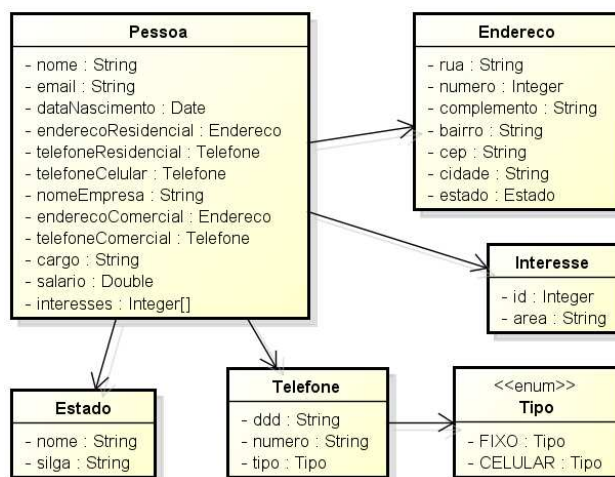 Pessoa
- nome : String
- email : String
- dataNascimento : Date
- enderecoResidencial : Endereco
- telefoneResidencial : Telefone
- telefoneCelular : Telefone
- nomeEmpresa : String
- enderecoComercial : Endereco
- telefoneComercial : Telefone
- cargo : String
- salario : Double
- interesses : Integer[]
Endereco
- rua : String
- numero : Integer
- complemento : String
- bairro : String
- cep : String
- cidade : String
- estado : Estado
Interesse
- id : Integer
- area : String
Estado
- nome : String
- silga : String
Telefone
- ddd : String
- numero : String
- tipo : Tipo
<<enum>>
Tipo
- FIXO : Tipo
- CELULAR : Tipo